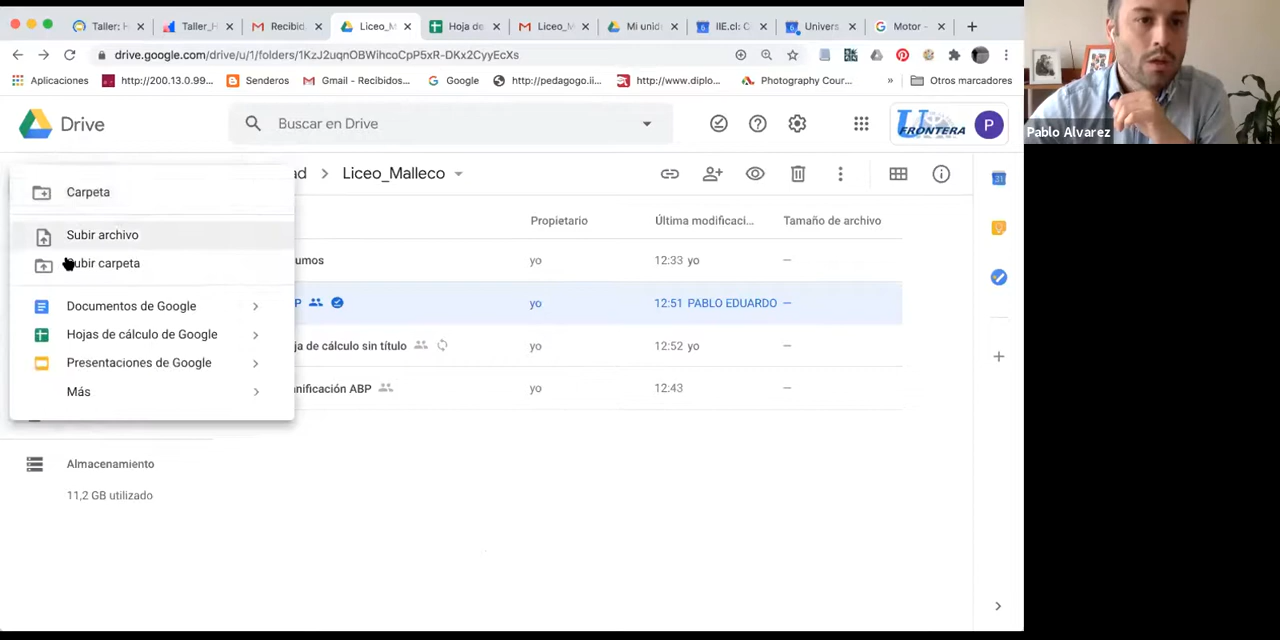 Taller: H
Taller_H
Recibid
Liceo_M
Hoja de
Liceo_M
Mi unid
IIE.cl: C
Univers
Motor -
drive.google.com/drive/u/1/folders/1KzJ2uqnOBWihcoCpP5xR-DKx2CyyEcXs
Aplicaciones
http://200.13.0.99...
Senderos
Gmail - Recibidos...
Google
http://pedagogo.ii...
http://www.diplo...
Photography Cour...
»
Otros marcadores
Drive
Buscar en Drive
FRONTERA
P
Carpeta
Subir archivo
ubir carpeta
Documentos de Google
Hojas de cálculo de Google
Presentaciones de Google
Más
ad > Liceo_Malleco
Propietario Última modificaci... Tamaño de archivo
umos yo 12:33 yo —
P yo 12:51 PABLO EDUARDO —
ja de cálculo sin título yo 12:52 yo —
nificación ABP yo 12:43 —
Almacenamiento
11,2 GB utilizado
31
Pablo Alvarez